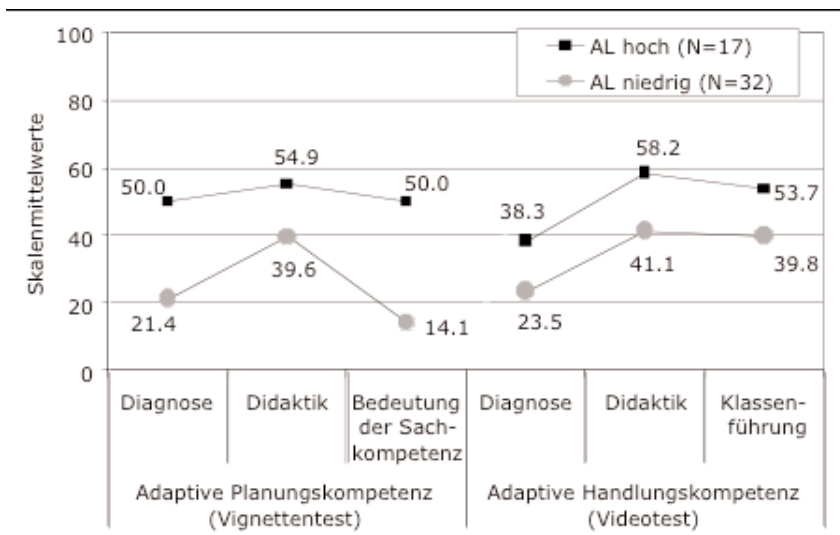 100
80
60
40
20
0
Skalenmittelwerte
AL hoch (N=17)
AL niedrig (N=32)
50.0
54.9
50.0
38.3
58.2
53.7
21.4
39.6
14.1
23.5
41.1
39.8
Diagnose
Didaktik
Bedeutung
der Sach-
kompetenz
Diagnose
Didaktik
Klassen-
führung
Adaptive Planungskompetenz
(Vignettentest)
Adaptive Handlungskompetenz
(Videotest)